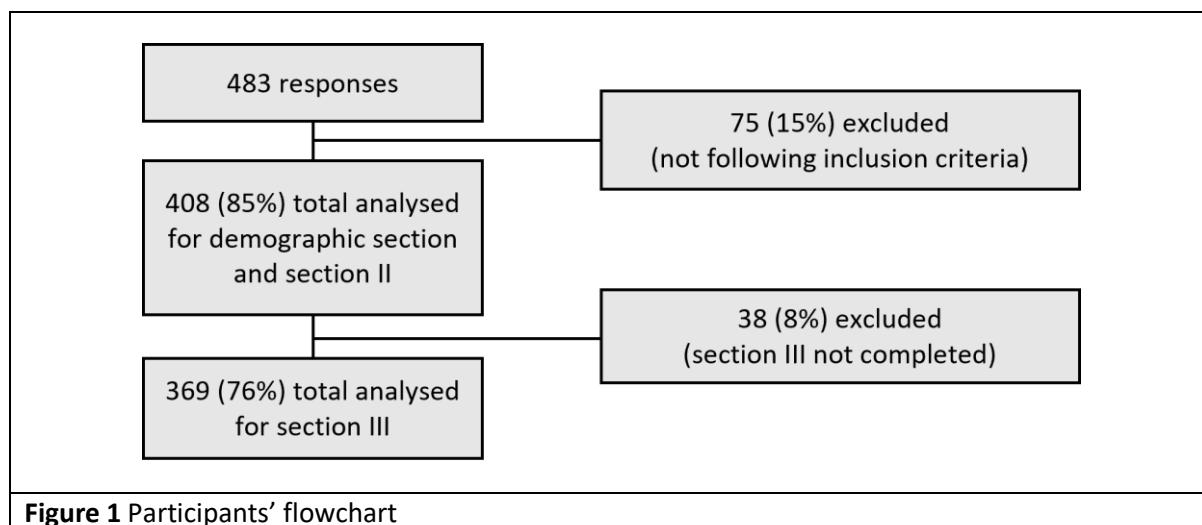 483 responses
75 (15%) excluded
(not following inclusion criteria)
408 (85%) total analysed
for demographic section
and section II
38 (8%) excluded
(section III not completed)
369 (76%) total analysed
for section III
Figure 1 Participants’ flowchart